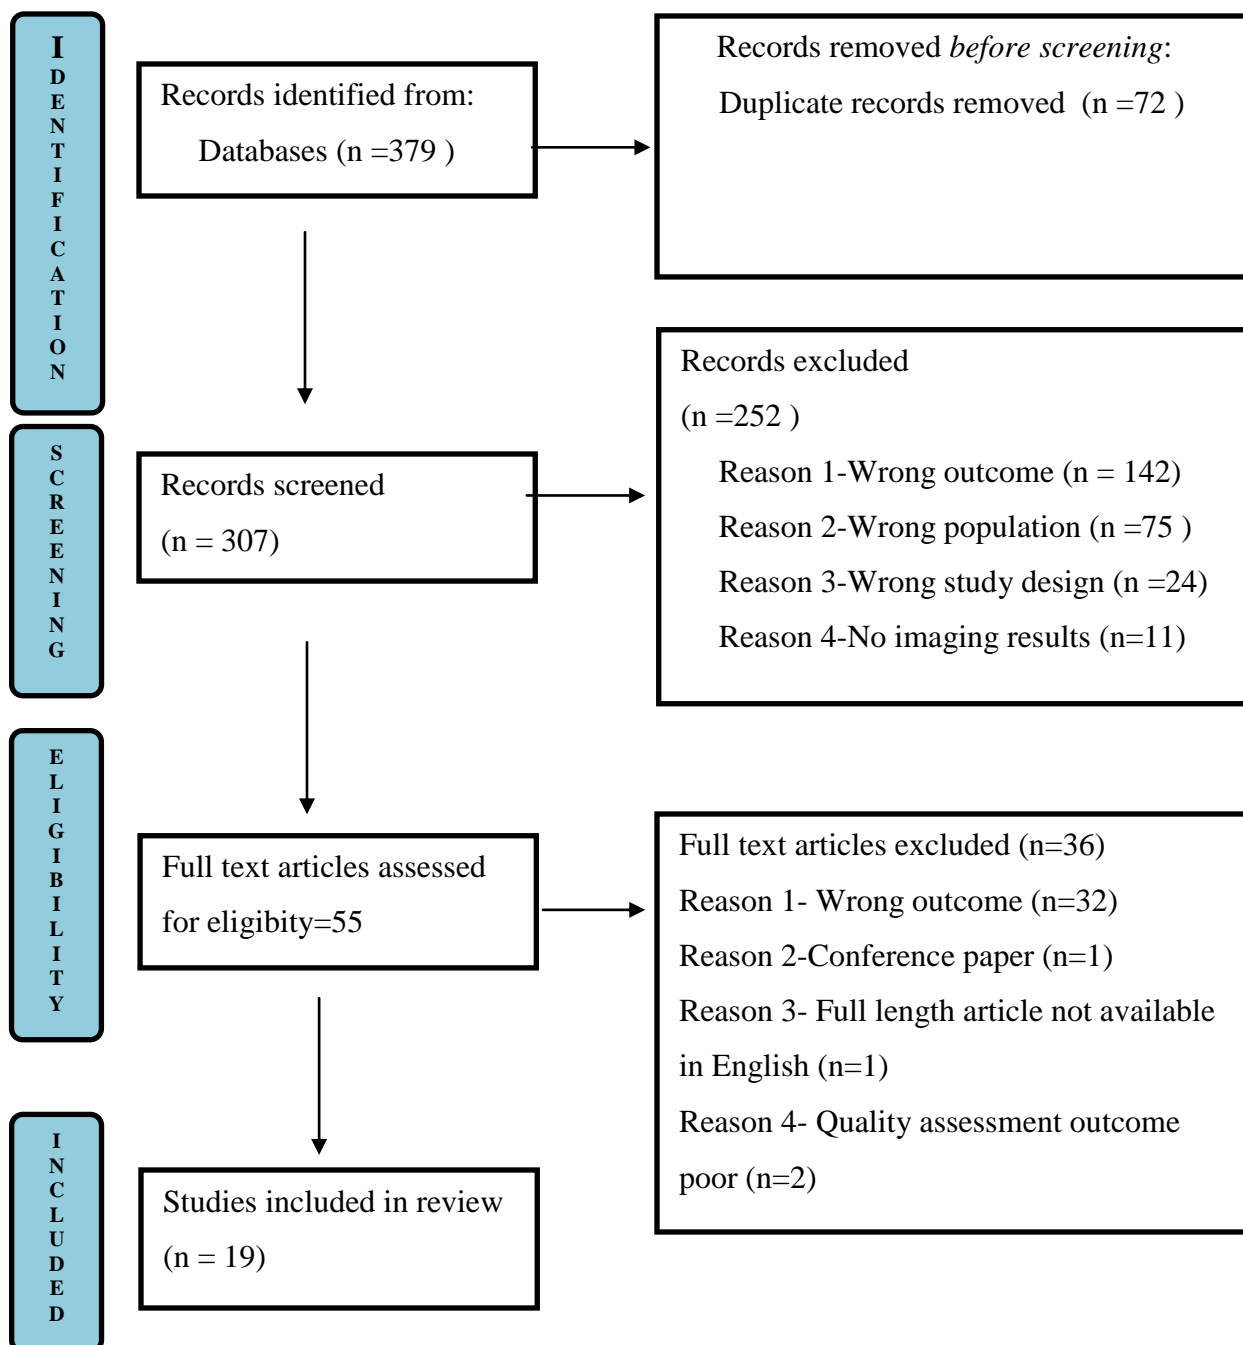 IDENTIFICATION
Records identified from:
Databases (n =379 )
Records removed before screening:
Duplicate records removed  (n =72 )
SCREENING
Records screened
(n = 307)
Records excluded
(n =252 )
Reason 1-Wrong outcome (n = 142)
Reason 2-Wrong population (n =75 )
Reason 3-Wrong study design (n =24)
Reason 4-No imaging results (n=11)
ELIGIBILITY
Full text articles assessed
for eligibity=55
Full text articles excluded (n=36)
Reason 1- Wrong outcome (n=32)
Reason 2-Conference paper (n=1)
Reason 3- Full length article not available
in English (n=1)
Reason 4- Quality assessment outcome
poor (n=2)
INCLUDED
Studies included in review
(n = 19)